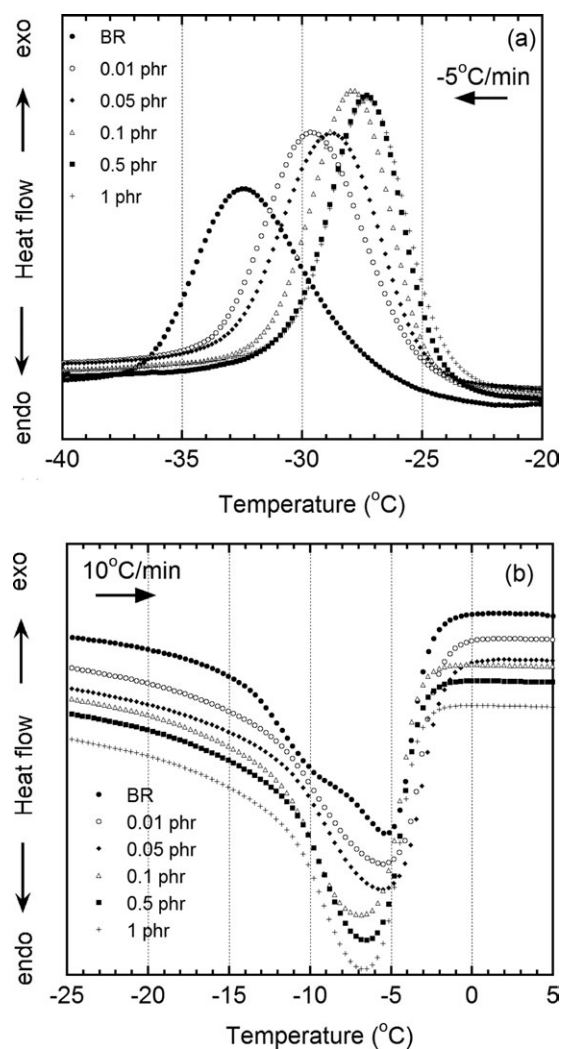 exo
(a)
BR
0.01 phr
0.05 phr
0.1 phr
0.5 phr
1 phr
-5°C/min
Heat flow
endo
-40 -35 -30 -25 -20
Temperature (°C)
exo
10°C/min
(b)
Heat flow
BR
0.01 phr
0.05 phr
0.1 phr
0.5 phr
1 phr
endo
-25 -20 -15 -10 -5 0 5
Temperature (°C)